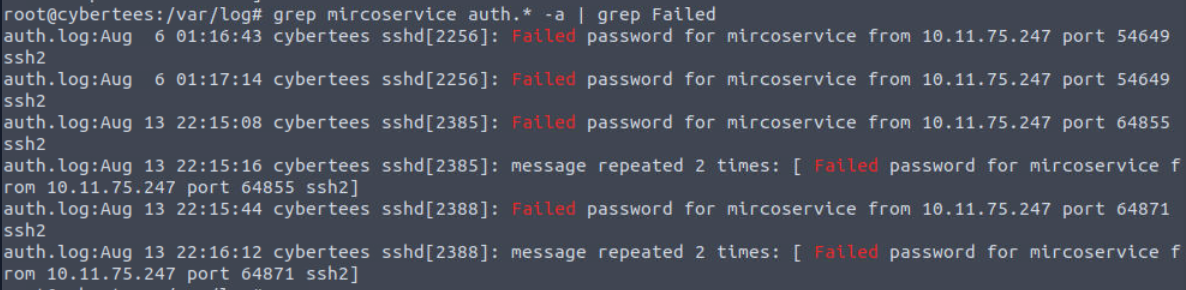 root@cybertees:/var/log# grep mircoservice auth.* -a | grep Failed
auth.log:Aug  6 01:16:43 cybertees sshd[2256]: Failed password for mircoservice from 10.11.75.247 port 54649
ssh2
auth.log:Aug  6 01:17:14 cybertees sshd[2256]: Failed password for mircoservice from 10.11.75.247 port 54649
ssh2
auth.log:Aug 13 22:15:08 cybertees sshd[2385]: Failed password for mircoservice from 10.11.75.247 port 64855
ssh2
auth.log:Aug 13 22:15:16 cybertees sshd[2385]: message repeated 2 times: [ Failed password for mircoservice f
rom 10.11.75.247 port 64855 ssh2]
auth.log:Aug 13 22:15:44 cybertees sshd[2388]: Failed password for mircoservice from 10.11.75.247 port 64871
ssh2
auth.log:Aug 13 22:16:12 cybertees sshd[2388]: message repeated 2 times: [ Failed password for mircoservice f
rom 10.11.75.247 port 64871 ssh2]